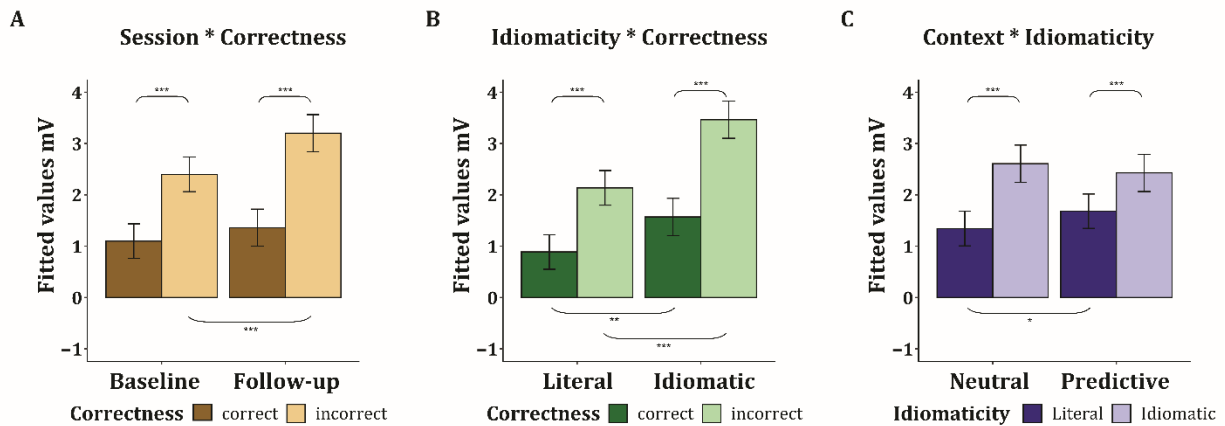 A
Session * Correctness
Fitted values mV
4
3
2
1
0
−1
***
***
***
Baseline Follow-up
Correctness correct incorrect
B
Idiomaticity * Correctness
Fitted values mV
4
3
2
1
0
−1
***
***
**
***
Literal Idiomatic
Correctness correct incorrect
C
Context * Idiomaticity
Fitted values mV
4
3
2
1
0
−1
***
***
*
Neutral Predictive
Idiomaticity Literal Idiomatic